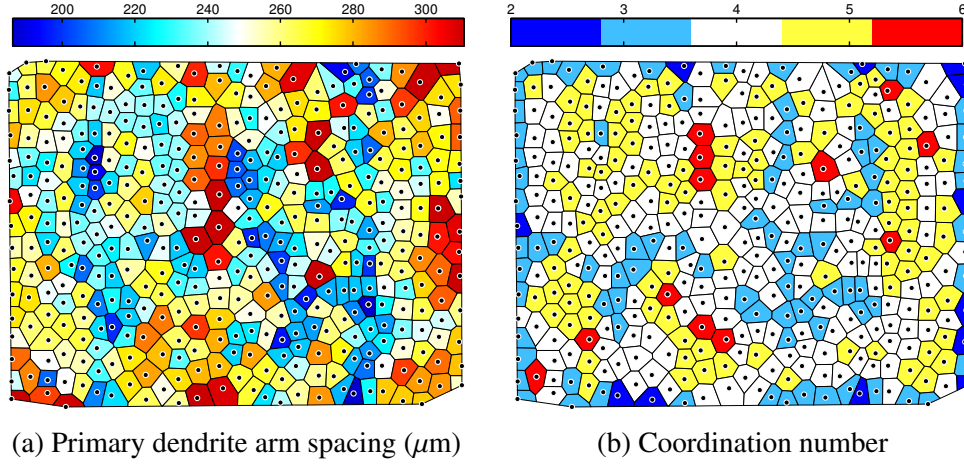 200 220 240 260 280 300
2 3 4 5 6
(a) Primary dendrite arm spacing (μm)
(b) Coordination number